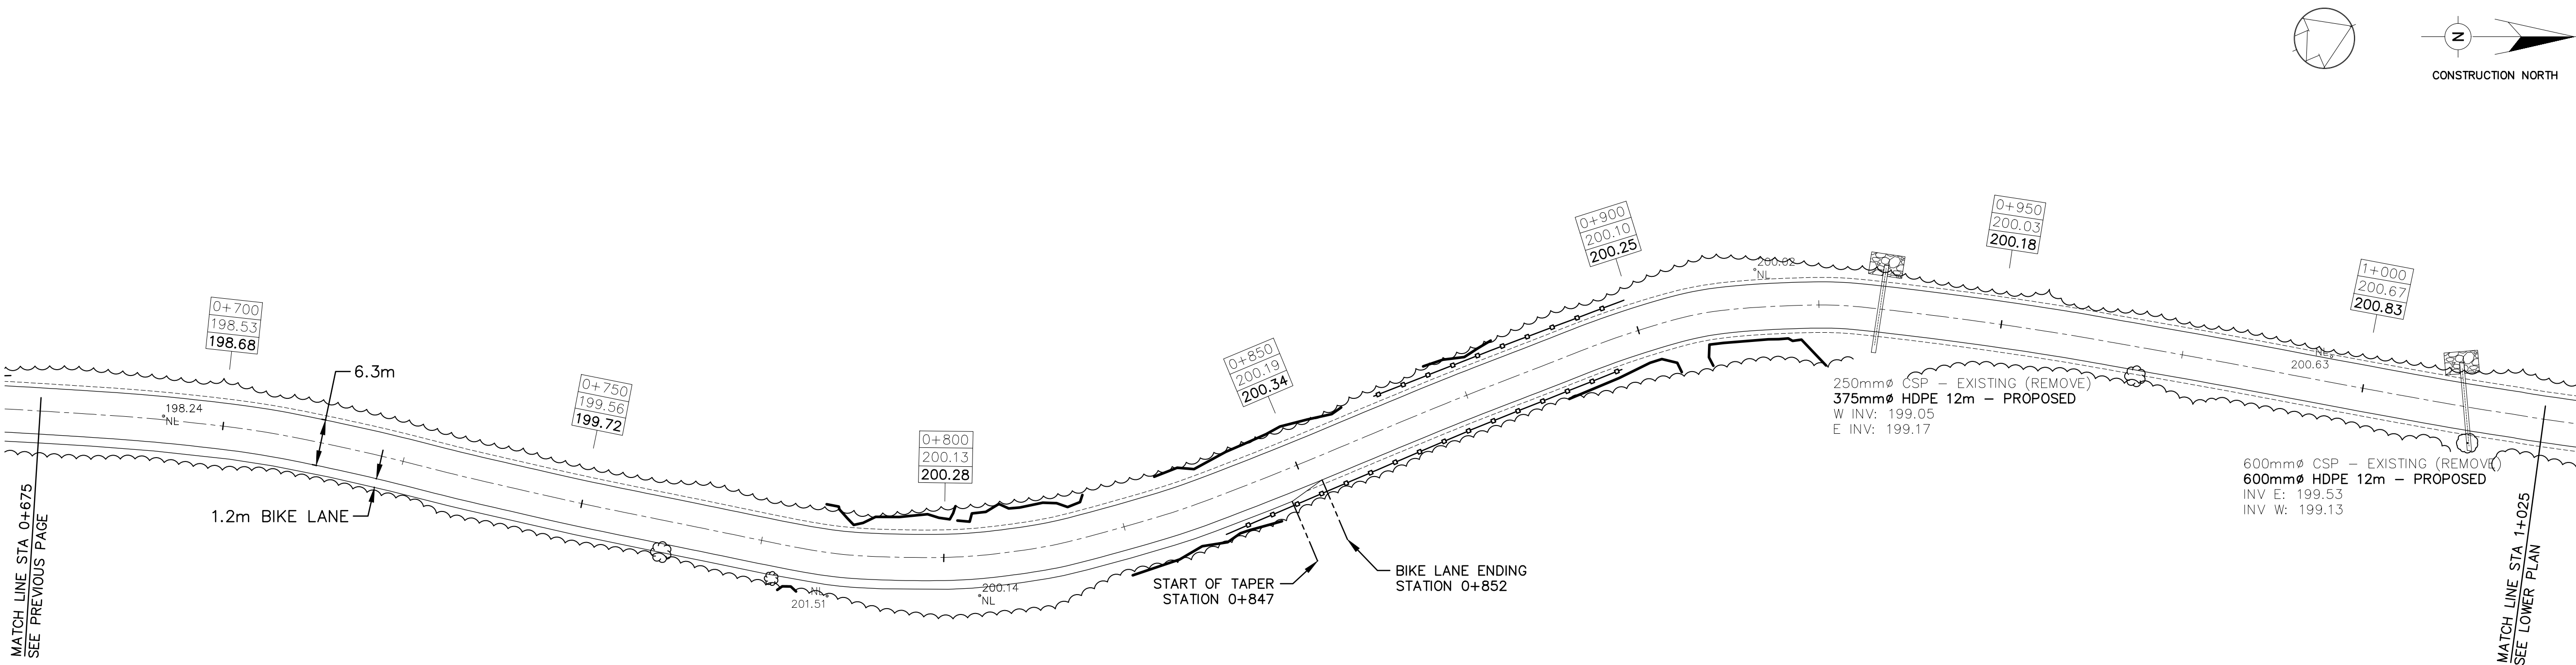 N
CONSTRUCTION NORTH
0+700
198.53
198.68
6.3m
198.24
NL
1.2m BIKE LANE
MATCH LINE STA 0+675
SEE PREVIOUS PAGE
0+750
199.56
199.72
NL
201.51
0+800
200.13
200.28
200.14
NL
0+850
200.19
200.34
START OF TAPER
STATION 0+847
BIKE LANE ENDING
STATION 0+852
0+900
200.10
200.25
200.02
NL
0+950
200.03
200.18
250mmø CSP – EXISTING (REMOVE)
375mmø HDPE 12m – PROPOSED
W INV: 199.05
E INV: 199.17
1+000
200.67
200.83
NL
200.63
600mmø CSP – EXISTING (REMOVE)
600mmø HDPE 12m – PROPOSED
INV E: 199.53
INV W: 199.13
MATCH LINE STA 1+025
SEE LOWER PLAN